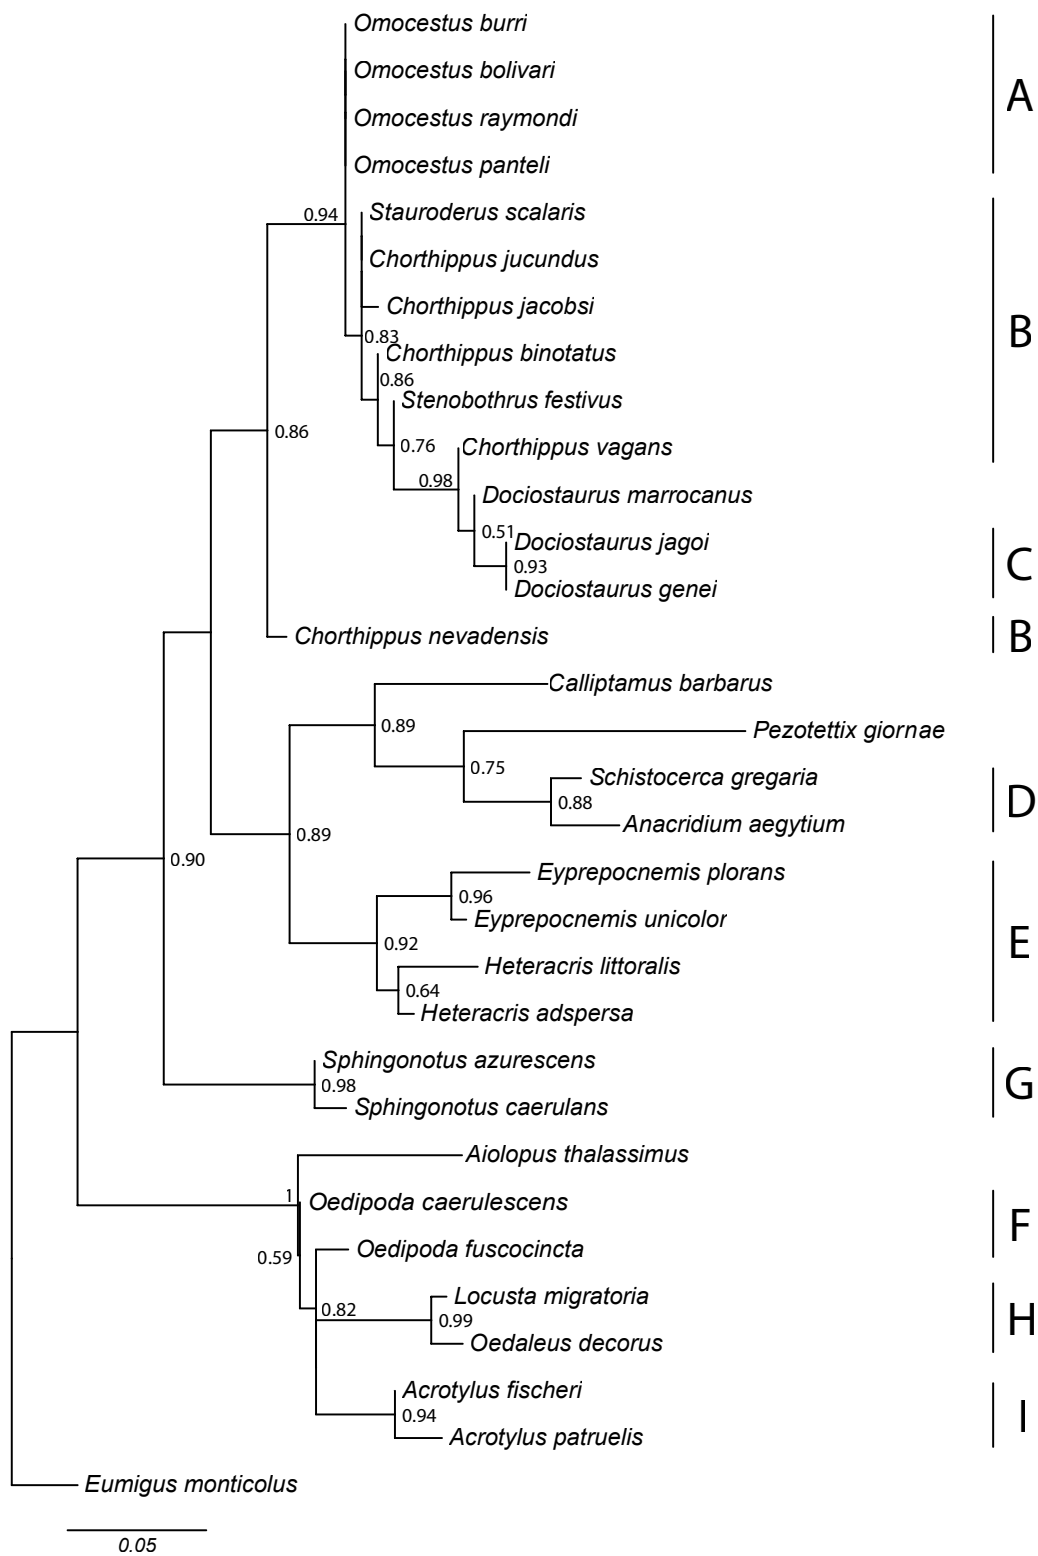 Omocestus burri
Omocestus bolivari
A
Omocestus raymondi
Omocestus panteli
0.94
Stauroderus scalaris
Chorthippus jucundus
Chorthippus jacobsi
B
0.83
Chorthippus binotatus
0.86
Stenobothrus festivus
0.86
0.76
Chorthippus vagans
0.98
Dociostaurus marrocanus
0.51
Dociostaurus jagoi
0.93
C
Dociostaurus genei
Chorthippus nevadensis
B
Calliptamus barbarus
0.89
Pezotettix giornae
0.75
Schistocerca gregaria
0.88
D
Anacridium aegytium
0.89
0.90
Eyprepocnemis plorans
0.96
Eyprepocnemis unicolor
0.92
E
Heteracris littoralis
0.64
Heteracris adspersa
Sphingonotus azurescens
0.98
G
Sphingonotus caerulans
Aiolopus thalassimus
1
Oedipoda caerulescens
F
0.59
Oedipoda fuscocincta
Locusta migratoria
0.82
0.99
H
Oedaleus decorus
Acrotylus fischeri
0.94
I
Acrotylus patruelis
Eumigus monticolus
0.05